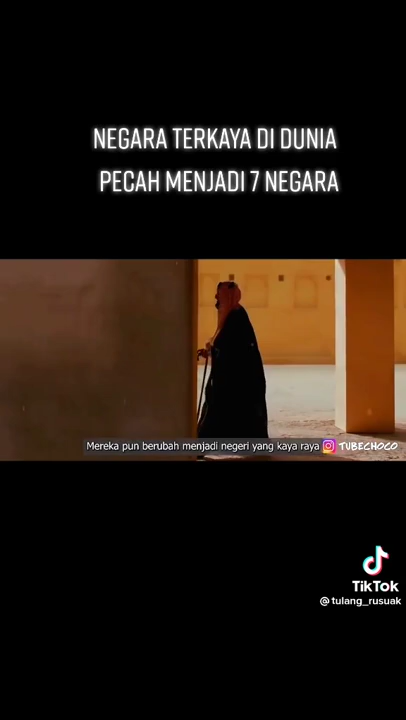 NEGARA TERKAYA DI DUNIA
PECAH MENJADI 7 NEGARA
Mereka pun berubah menjadi negeri yang kaya raya
TUBECHOCO
TikTok
@tulang_rusuak